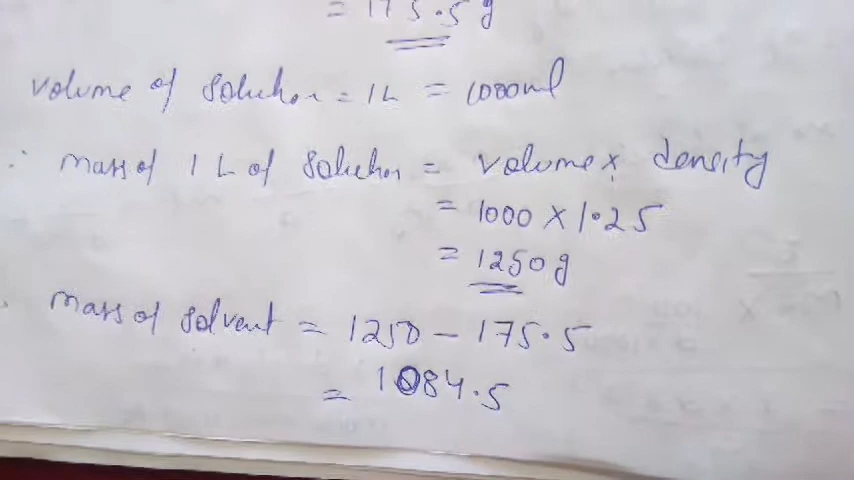 = 175.5 g
volume of solution = 1L = 1000ml
∴ mass of 1 L of solution = volume x density
= 1000 x 1.25
= 1250g
mass of solvent = 1250 - 175.5
= 1084.5